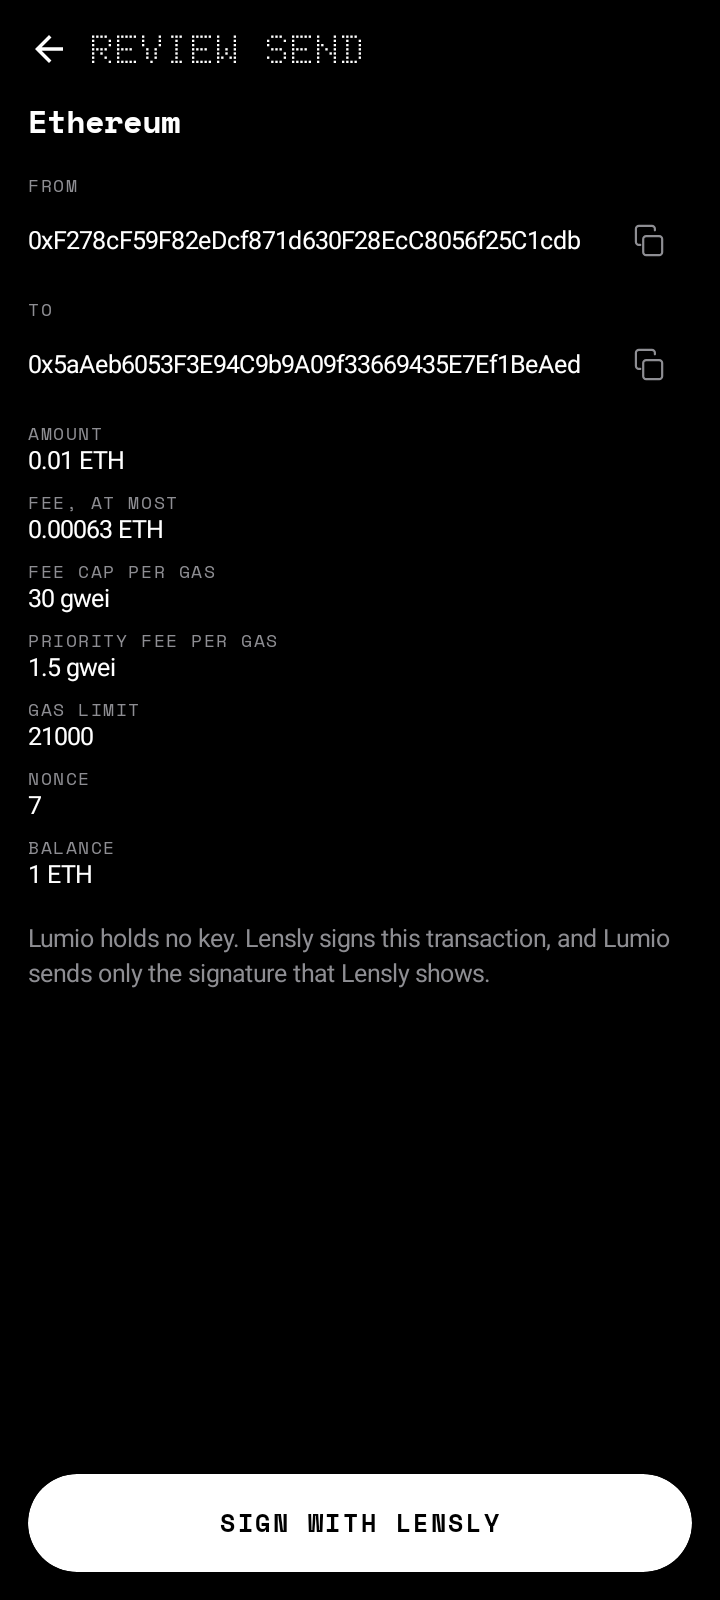 REVIEW SEND
Ethereum
FROM
0xF278cF59F82eDcf871d630F28EcC8056f25C1cdb
TO
0x5aAeb6053F3E94C9b9A09f33669435E7Ef1BeAed
AMOUNT
0.01 ETH
FEE, AT MOST
0.00063 ETH
FEE CAP PER GAS
30 gwei
PRIORITY FEE PER GAS
1.5 gwei
GAS LIMIT
21000
NONCE
7
BALANCE
1 ETH
Lumio holds no key. Lensly signs this transaction, and Lumio
sends only the signature that Lensly shows.
SIGN WITH LENSLY